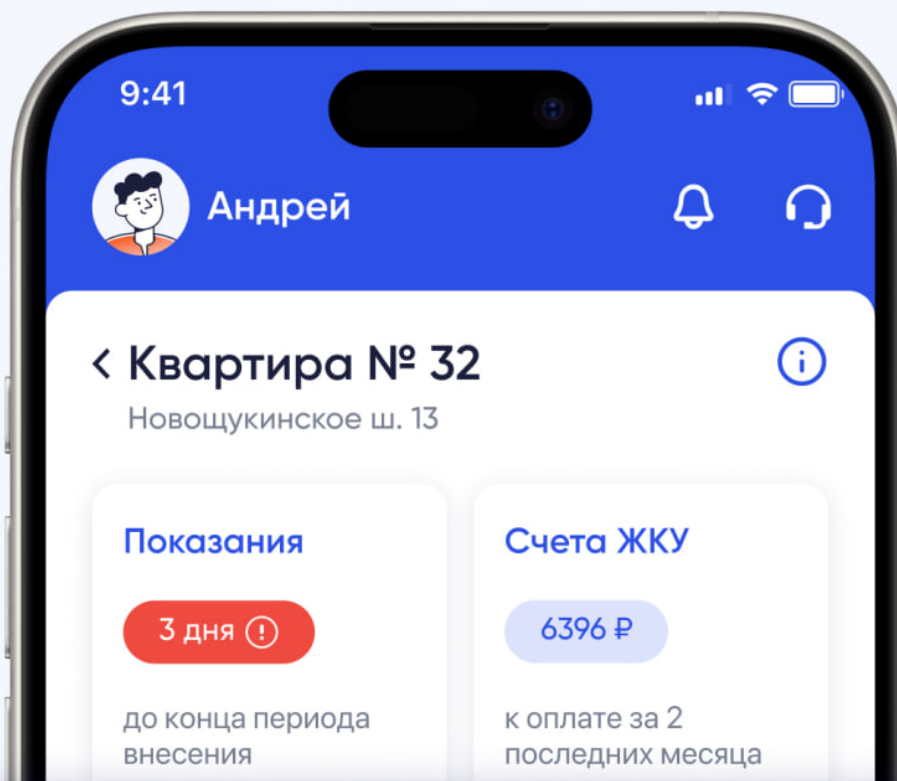 9:41
Андрей
Квартира № 32
Новощукинское ш. 13
Показания
3 дня
до конца периода
внесения
Счета ЖКУ
6396 ₽
к оплате за 2
последних месяца